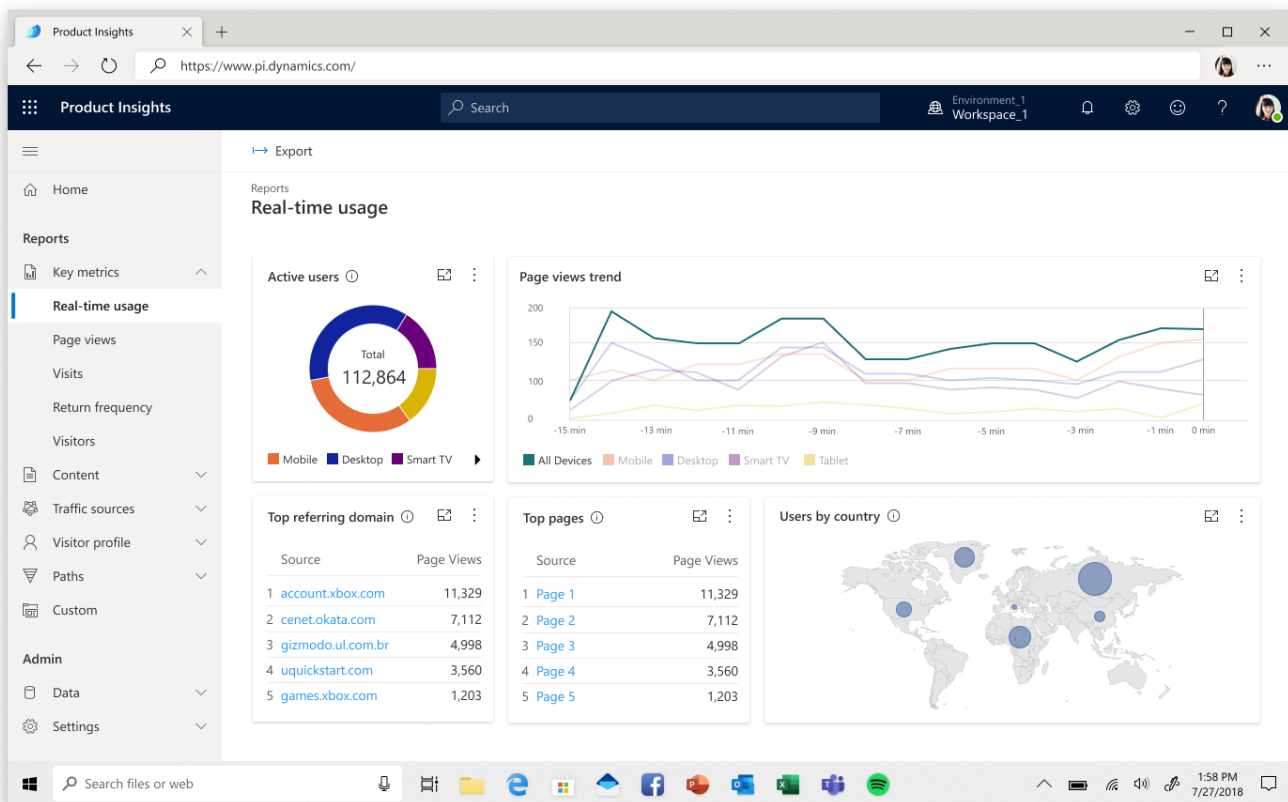 Product Insights
https://www.pi.dynamics.com/
Product Insights
Search
Environment_1
Workspace_1
?
Export
Home
Reports
Key metrics
Real-time usage
Page views
Visits
Return frequency
Visitors
Content
Traffic sources
Visitor profile
Paths
Custom
Admin
Data
Settings
Reports
Real-time usage
Active users
Total
112,864
Mobile Desktop Smart TV
Page views trend
200
150
100
0
-15 min -13 min -11 min -9 min -7 min -5 min -3 min -1 min 0 min
All Devices Mobile Desktop Smart TV Tablet
Top referring domain
Source Page Views
1 account.xbox.com 11,329
2 cenet.okata.com 7,112
3 gizmodo.ul.com.br 4,998
4 uquickstart.com 3,560
5 games.xbox.com 1,203
Top pages
Source Page Views
1 Page 1 11,329
2 Page 2 7,112
3 Page 3 4,998
4 Page 4 3,560
5 Page 5 1,203
Users by country
Search files or web
1:58 PM
7/27/2018